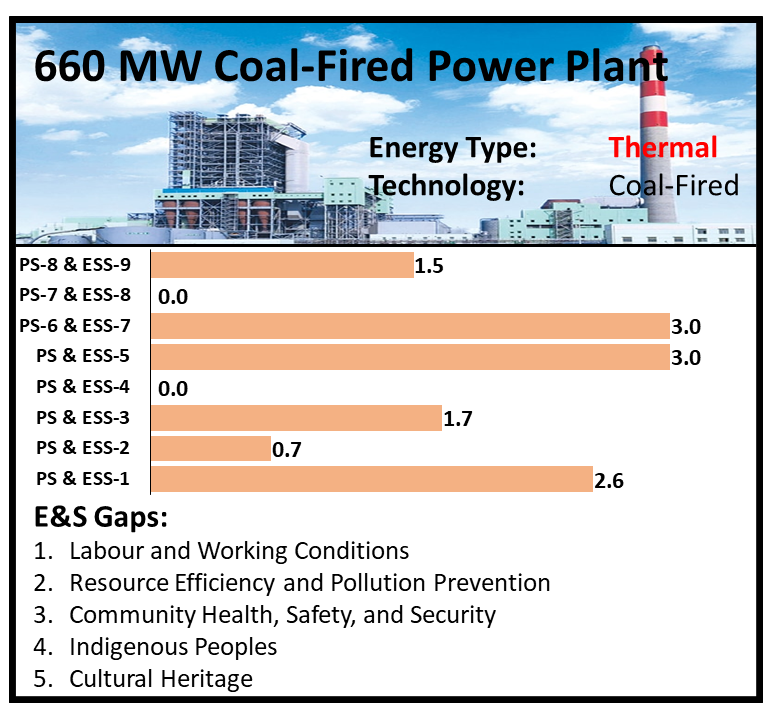 660 MW Coal-Fired Power Plant
Energy Type: Thermal
Technology: Coal-Fired
PS-8 & ESS-9 1.5
PS-7 & ESS-8 0.0
PS-6 & ESS-7 3.0
PS & ESS-5 3.0
PS & ESS-4 0.0
PS & ESS-3 1.7
PS & ESS-2 0.7
PS & ESS-1 2.6
E&S Gaps:
1. Labour and Working Conditions
2. Resource Efficiency and Pollution Prevention
3. Community Health, Safety, and Security
4. Indigenous Peoples
5. Cultural Heritage